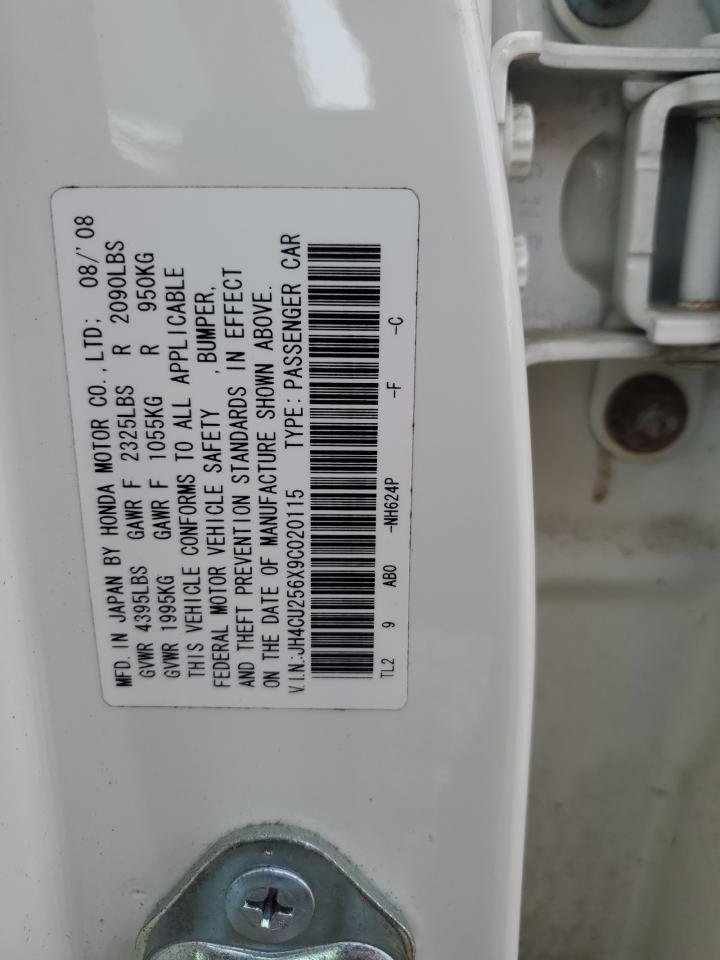 MFD. IN JAPAN BY HONDA MOTOR CO., LTD; 08/'08
GVWR 4395LBS GAWR F 2325LBS R 2090LBS
GVWR 1995KG GAWR F 1055KG R 950KG
THIS VEHICLE CONFORMS TO ALL APPLICABLE
FEDERAL MOTOR VEHICLE SAFETY , BUMPER,
AND THEFT PREVENTION STANDARDS IN EFFECT
ON THE DATE OF MANUFACTURE SHOWN ABOVE.
V.I.N.:JH4CU256X9C020115 TYPE: PASSENGER CAR
TL2 9 AB0 -NH624P -F -C